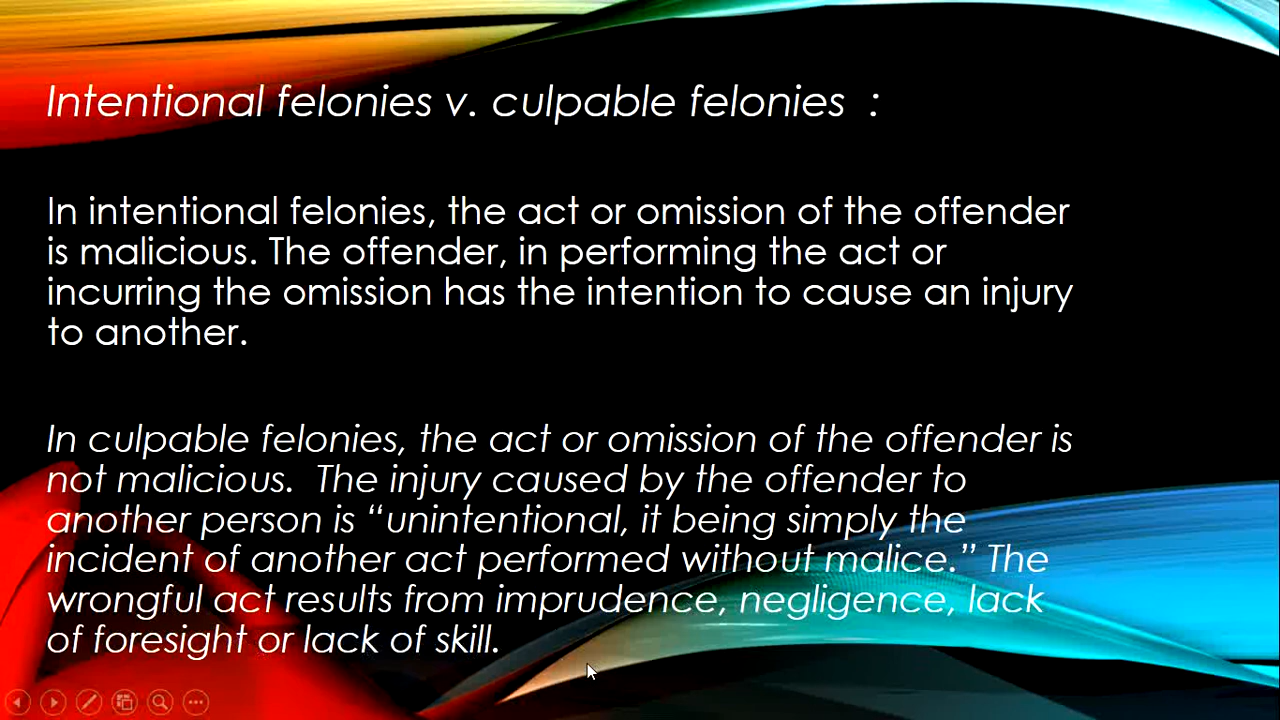 Intentional felonies v. culpable felonies  :
In intentional felonies, the act or omission of the offender
is malicious. The offender, in performing the act or
incurring the omission has the intention to cause an injury
to another.
In culpable felonies, the act or omission of the offender is
not malicious.  The injury caused by the offender to
another person is “unintentional, it being simply the
incident of another act performed without malice.” The
wrongful act results from imprudence, negligence, lack
of foresight or lack of skill.